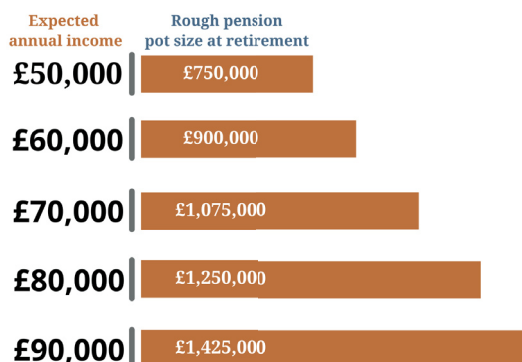 Expected
annual income
Rough pension
pot size at retirement
£50,000 £750,000
£60,000 £900,000
£70,000 £1,075,000
£80,000 £1,250,000
£90,000 £1,425,000